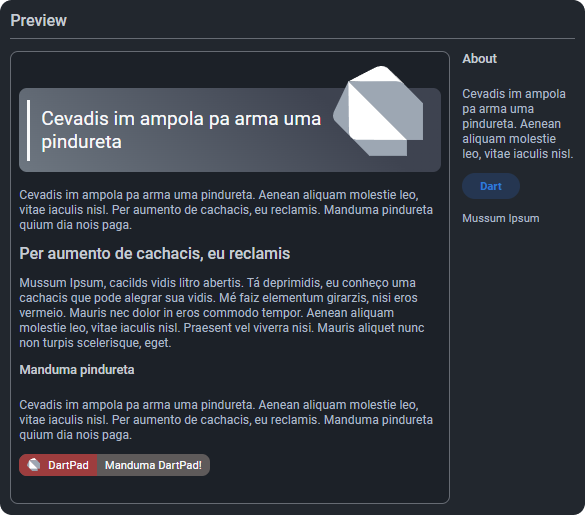 Preview
Cevadis im ampola pa arma uma
pindureta
Cevadis im ampola pa arma uma pindureta. Aenean aliquam molestie leo,
vitae iaculis nisl. Per aumento de cachacis, eu reclamis. Manduma pindureta
quium dia nois paga.
Per aumento de cachacis, eu reclamis
Mussum Ipsum, cacilds vidis litro abertis. Tá deprimidis, eu conheço uma
cachacis que pode alegrar sua vidis. Mé faiz elementum girarzis, nisi eros
vermeio. Mauris nec dolor in eros commodo tempor. Aenean aliquam
molestie leo, vitae iaculis nisl. Praesent vel viverra nisi. Mauris aliquet nunc
non turpis scelerisque, eget.
Manduma pindureta
Cevadis im ampola pa arma uma pindureta. Aenean aliquam molestie leo,
vitae iaculis nisl. Per aumento de cachacis, eu reclamis. Manduma pindureta
quium dia nois paga.
DartPad Manduma DartPad!
About
Cevadis im ampola
pa arma uma
pindureta. Aenean
aliquam molestie
leo, vitae iaculis nisl.
Dart
Mussum Ipsum